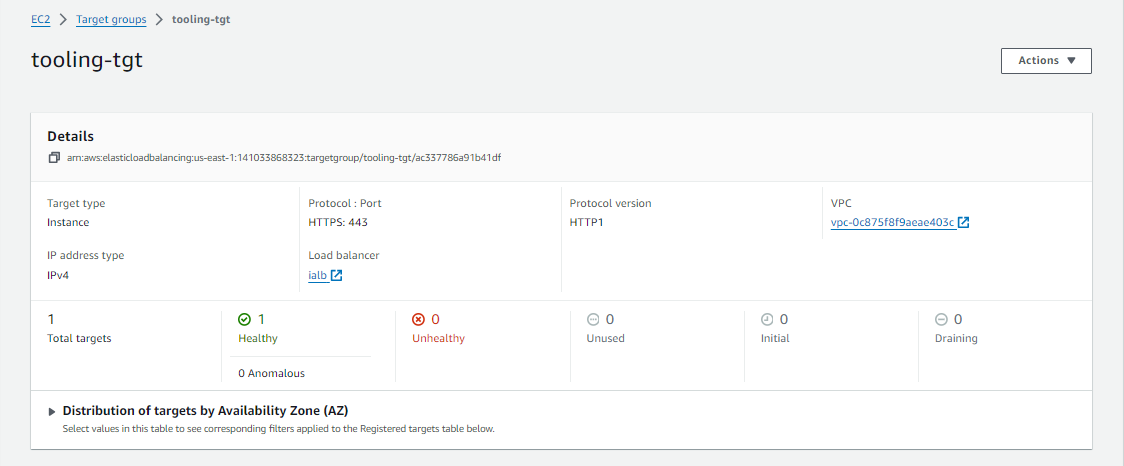 EC2 > Target groups > tooling-tgt
tooling-tgt
Actions
Details
arn:aws:elasticloadbalancing:us-east-1:141033868323:targetgroup/tooling-tgt/ac337786a91b41df
Target type
Instance
Protocol : Port
HTTPS: 443
Protocol version
HTTP1
VPC
vpc-0c875f8f9aeae403c
IP address type
IPv4
Load balancer
ialb
1
Total targets
1
Healthy
0 Anomalous
0
Unhealthy
0
Unused
0
Initial
0
Draining
Distribution of targets by Availability Zone (AZ)
Select values in this table to see corresponding filters applied to the Registered targets table below.